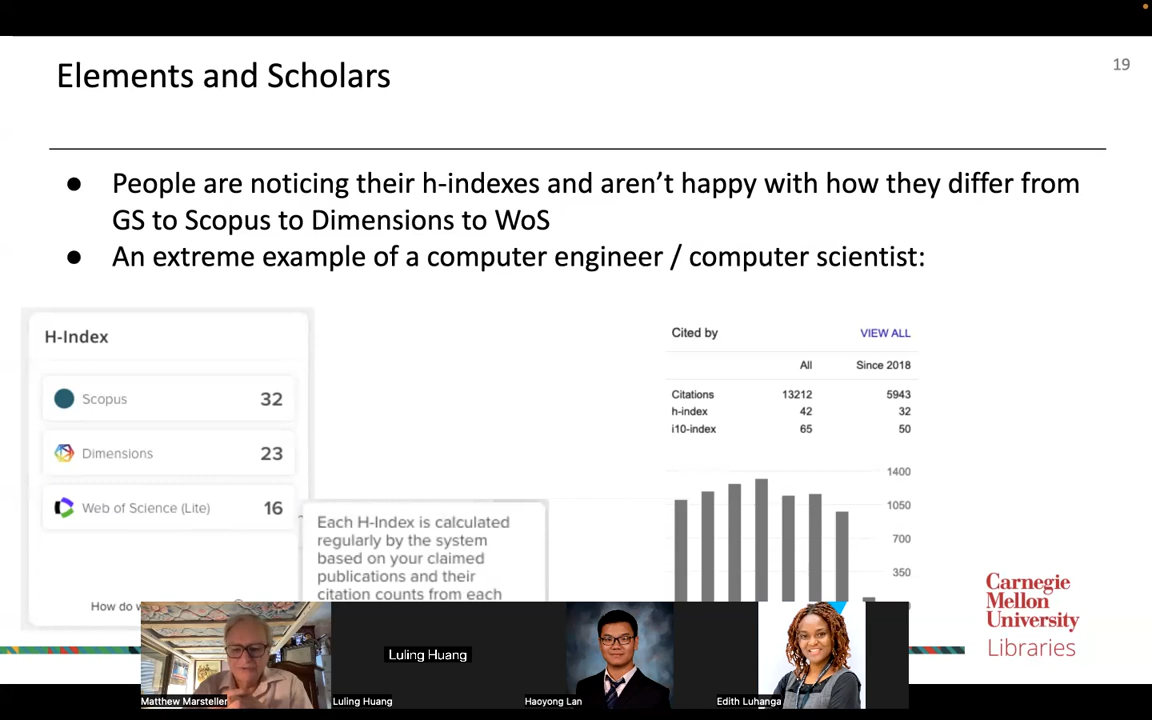 Elements and Scholars
19
● People are noticing their h-indexes and aren’t happy with how they differ from
GS to Scopus to Dimensions to WoS
● An extreme example of a computer engineer / computer scientist:
H-Index
Scopus 32
Dimensions 23
Web of Science (Lite) 16
How do
Each H-Index is calculated
regularly by the system
based on your claimed
publications and their
citation counts from each
Cited by VIEW ALL
All Since 2018
Citations 13212 5943
h-index 42 32
i10-index 65 50
1400
1050
700
350
Carnegie
Mellon
University
Libraries
Luling Huang
Matthew Marsteller
Luling Huang
Haoyong Lan
Edith Luhanga